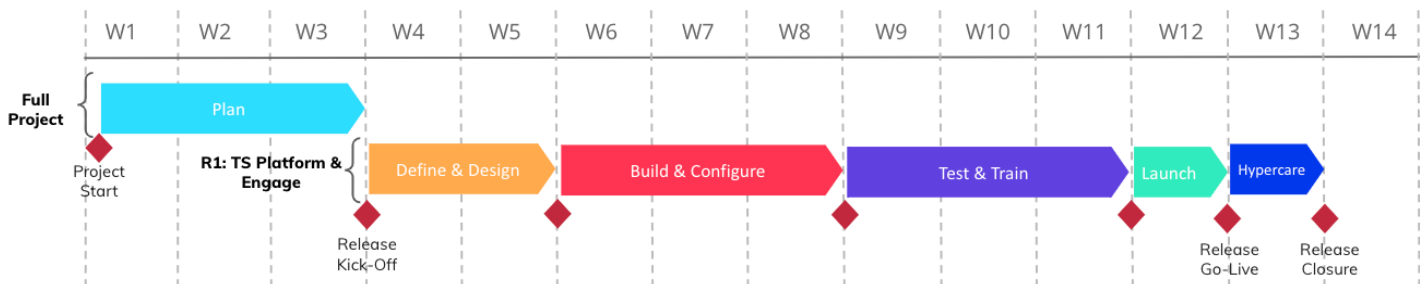 W1 W2 W3 W4 W5 W6 W7 W8 W9 W10 W11 W12 W13 W14
Full
Project
Plan
Project
Start
R1: TS Platform &
Engage
Define & Design
Build & Configure
Test & Train
Launch
Hypercare
Release
Kick-Off
Release
Go-Live
Release
Closure